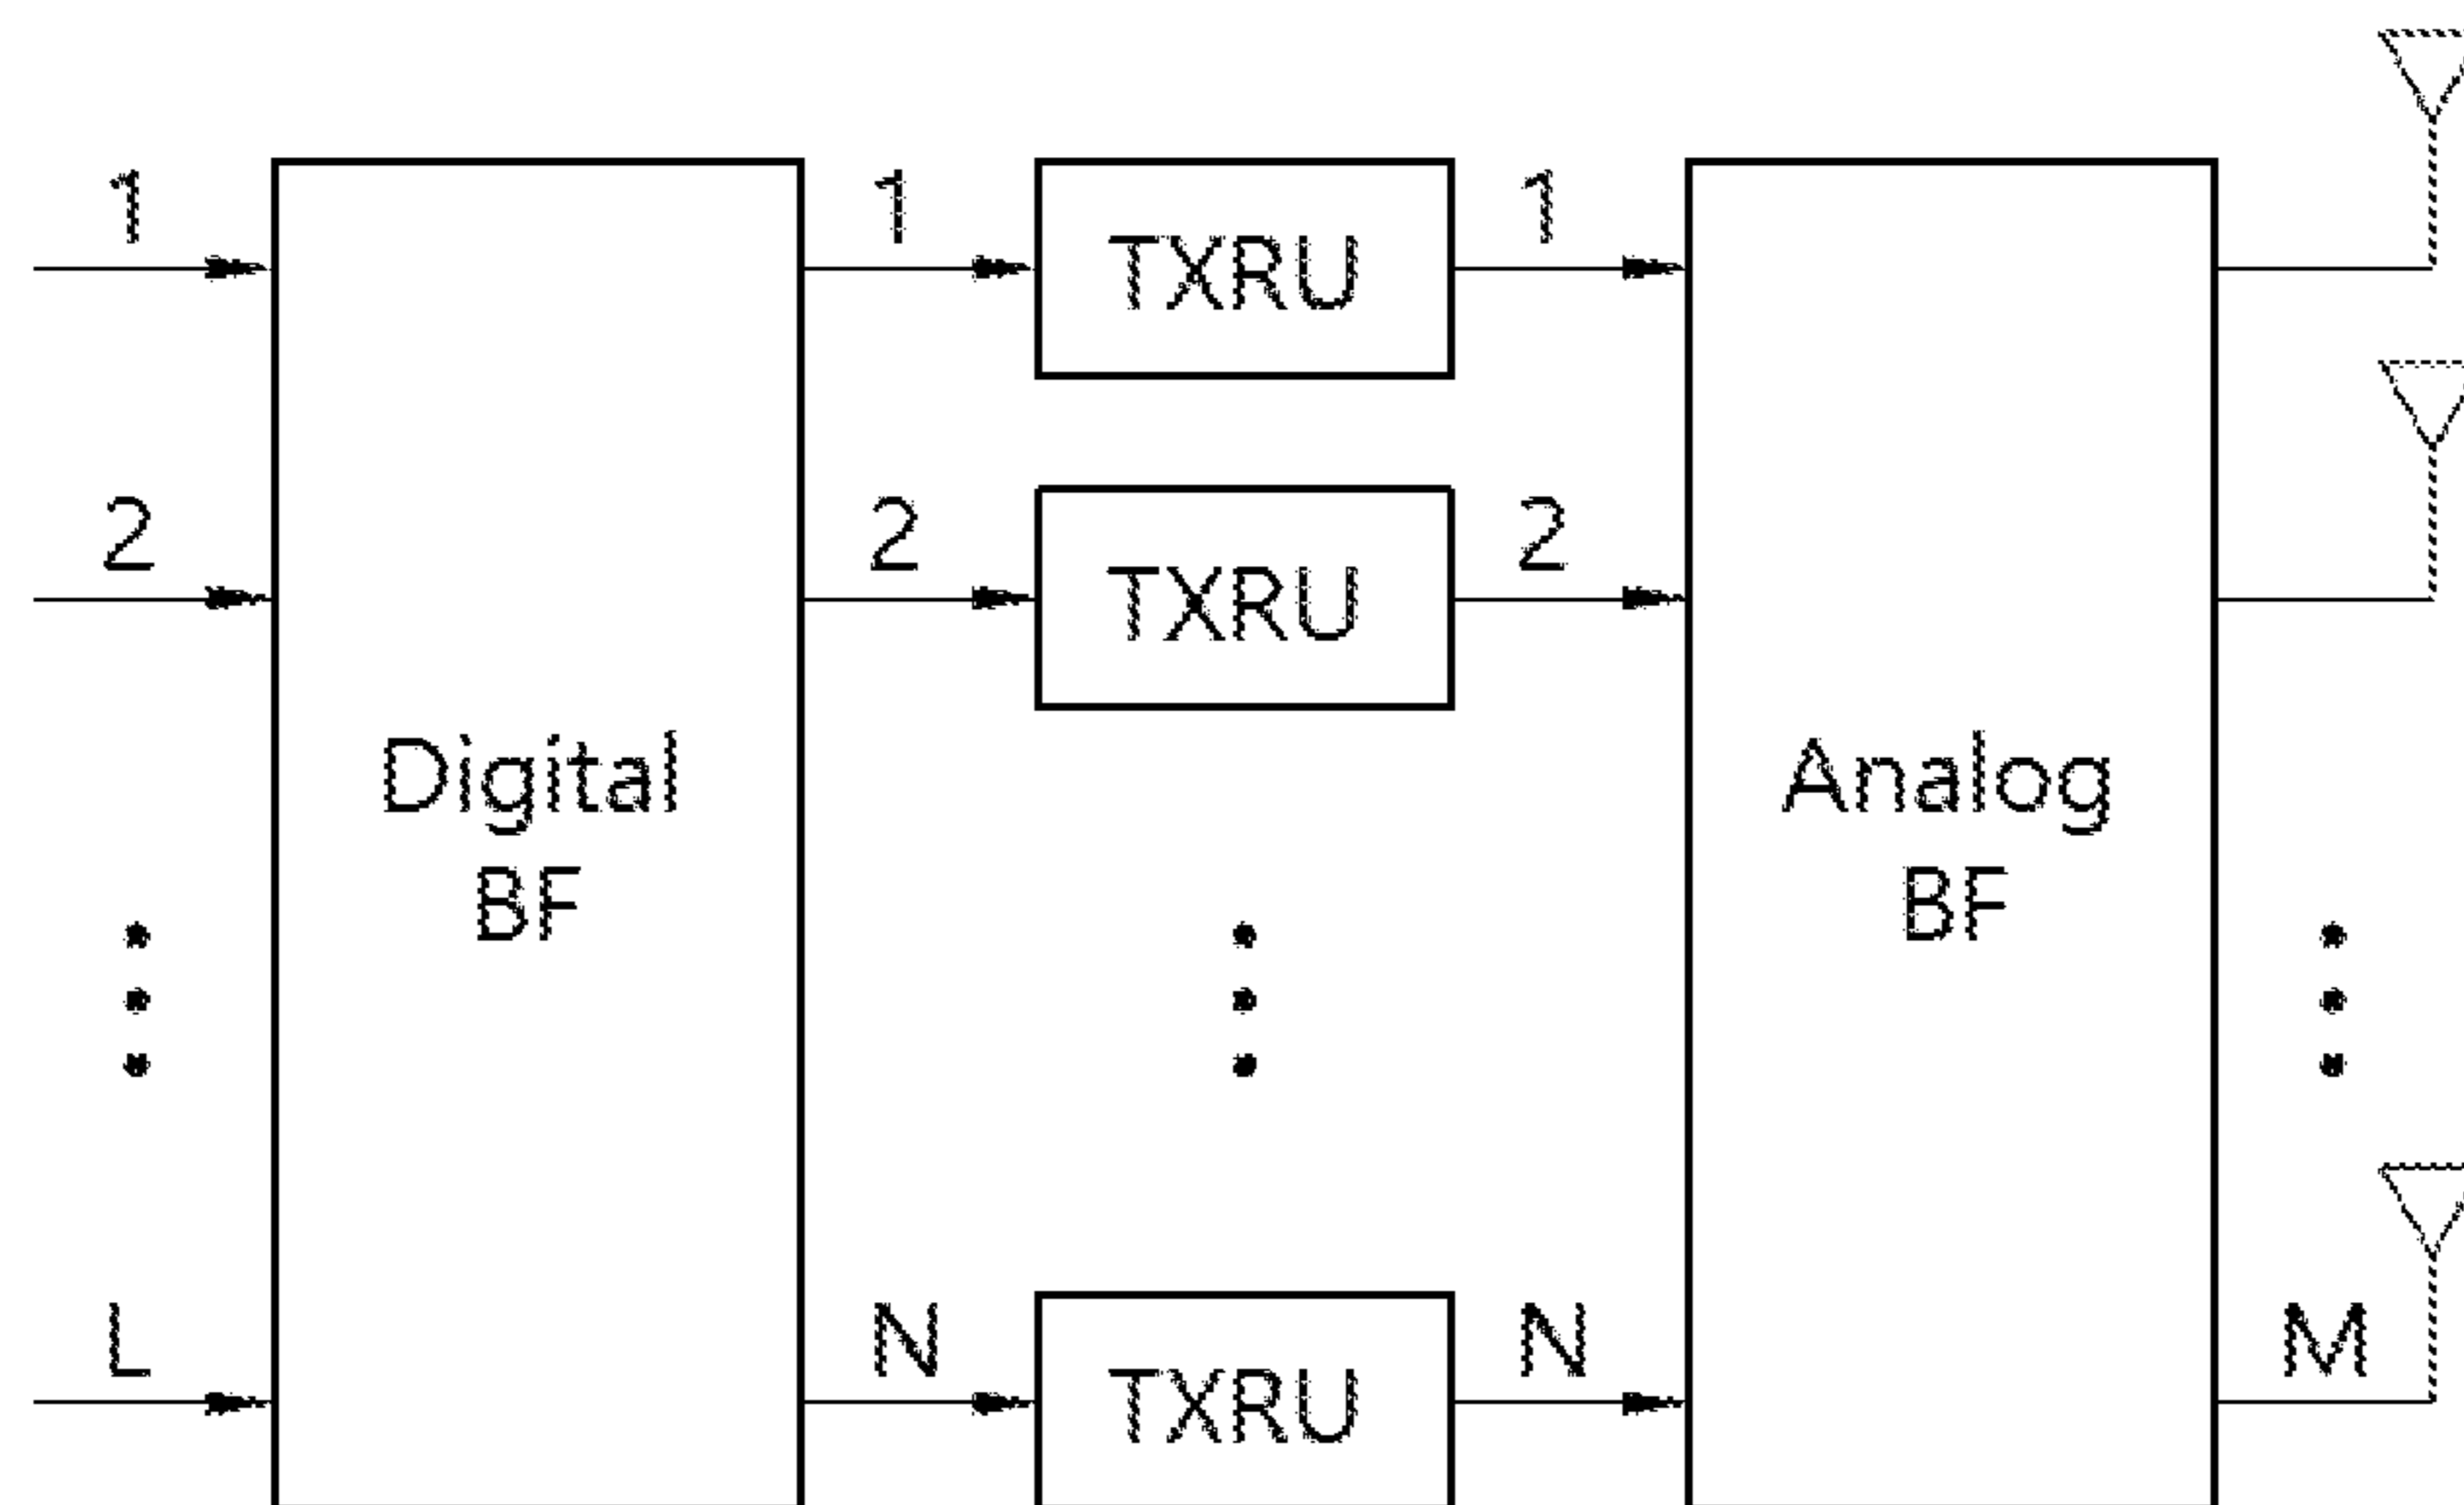 1 1 TXRU 1
2 2 TXRU 2
Digital
BF
Analog
BF
L N TXRU N M